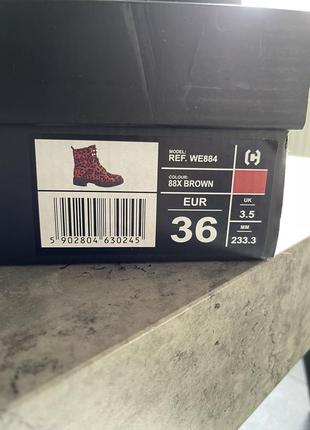 MODEL:
REF. WE884
COLOUR:
88X BROWN
EUR
36
UK
3.5
MM
233.3
5 902804 630245